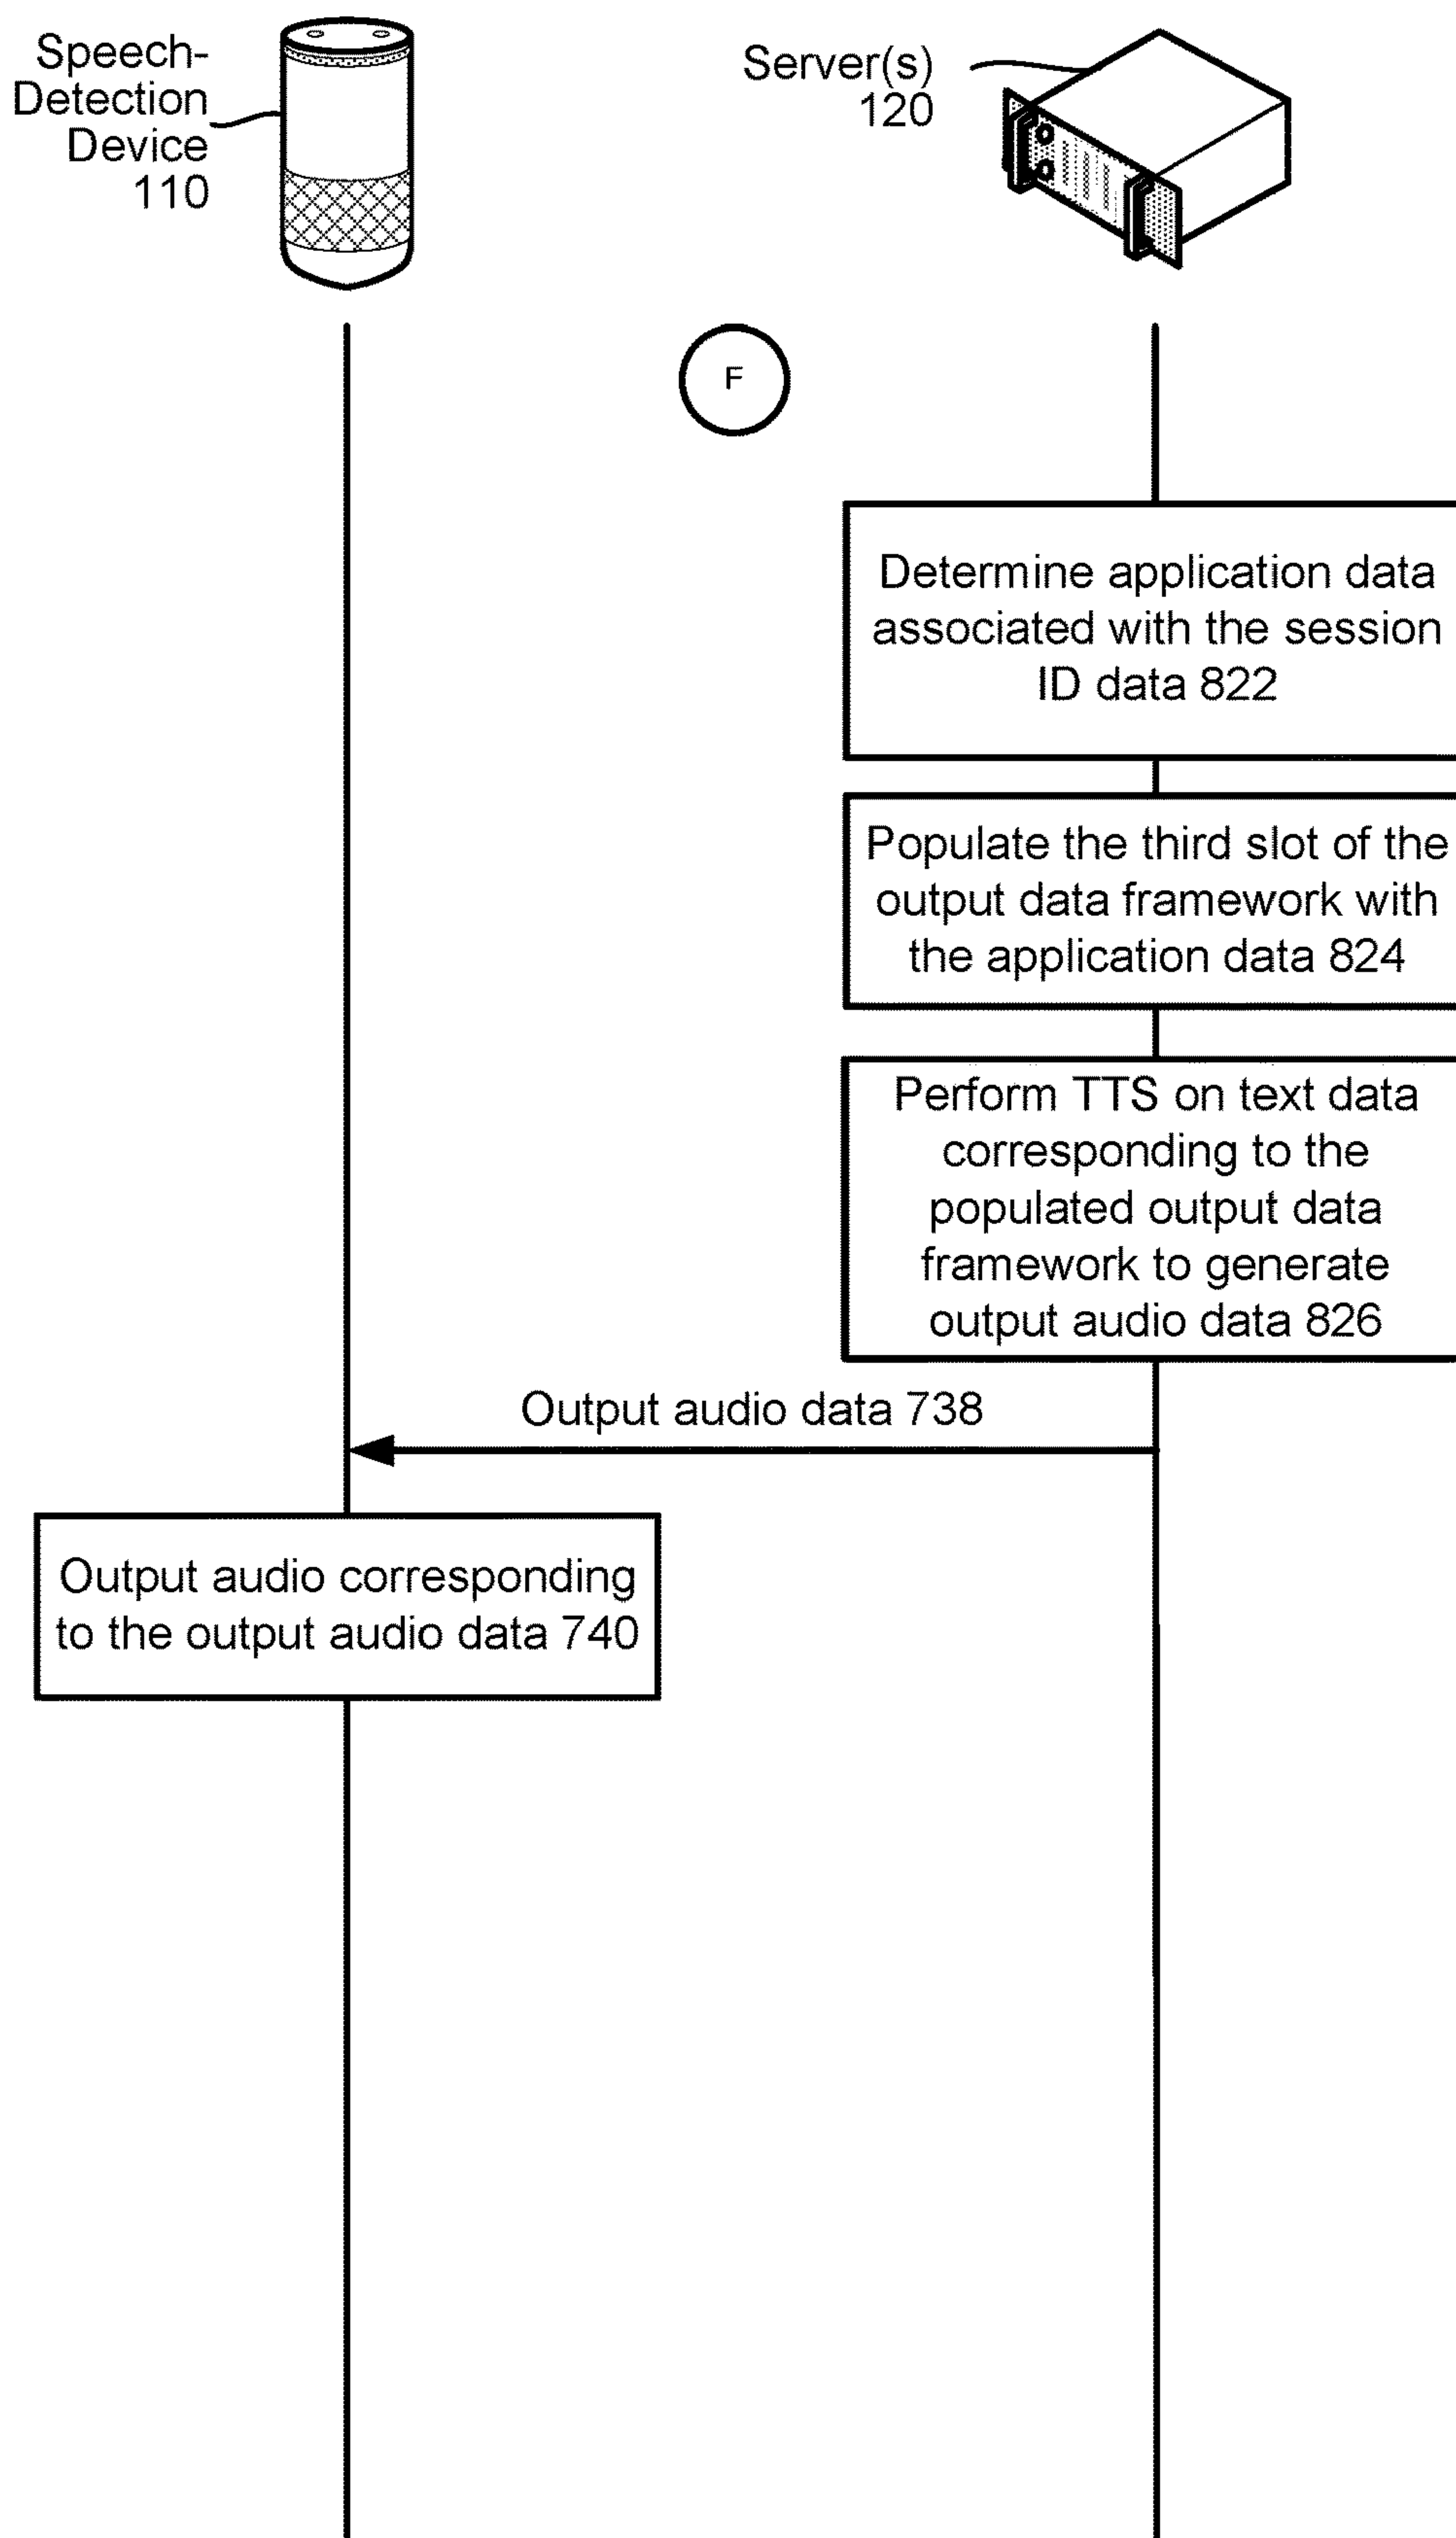 Speech-
Detection
Device
110
Server(s)
120
F
Determine application data
associated with the session
ID data 822
Populate the third slot of the
output data framework with
the application data 824
Perform TTS on text data
corresponding to the
populated output data
framework to generate
output audio data 826
Output audio data 738
Output audio corresponding
to the output audio data 740